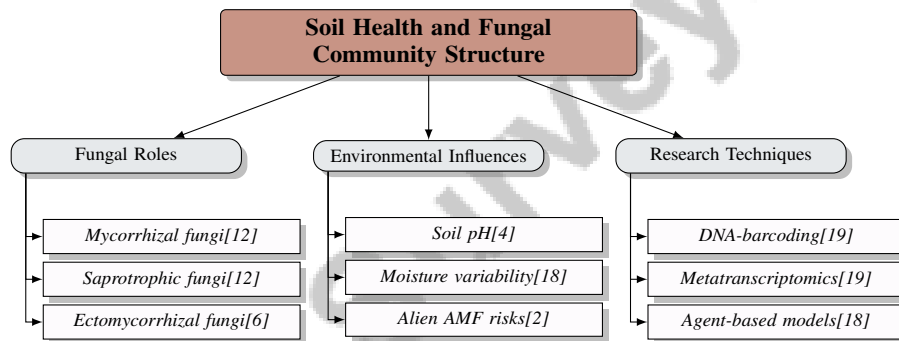 Soil Health and Fungal
Community Structure
Fungal Roles
Environmental Influences
Research Techniques
Mycorrhizal fungi[12]
Soil pH[4]
DNA-barcoding[19]
Saprotrophic fungi[12]
Moisture variability[18]
Metatranscriptomics[19]
Ectomycorrhizal fungi[6]
Alien AMF risks[2]
Agent-based models[18]
survey